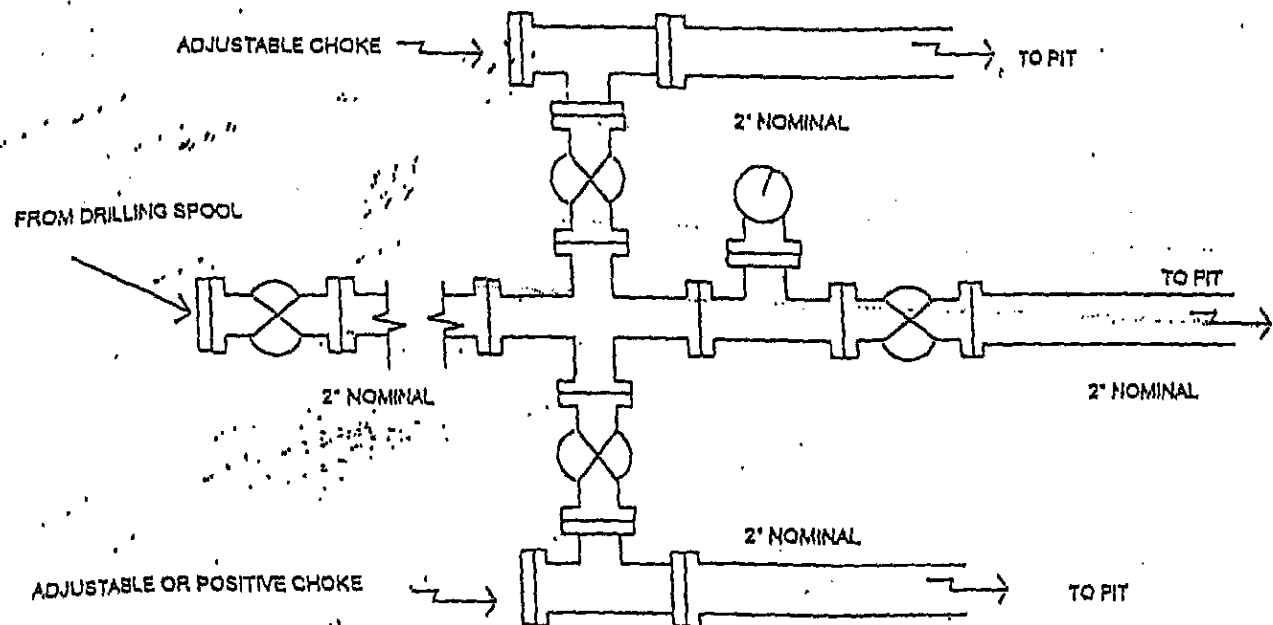 ADJUSTABLE CHOKE
TO PIT
2" NOMINAL
FROM DRILLING SPOOL
TO PIT
2" NOMINAL
2" NOMINAL
2" NOMINAL
ADJUSTABLE OR POSITIVE CHOKE
TO PIT